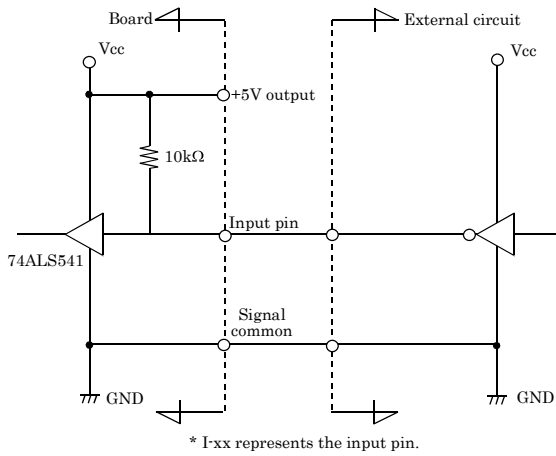 Board
External circuit
Vcc
Vcc
+5V output
10kΩ
Input pin
74ALS541
Signal
common
GND
GND
* I-xx represents the input pin.